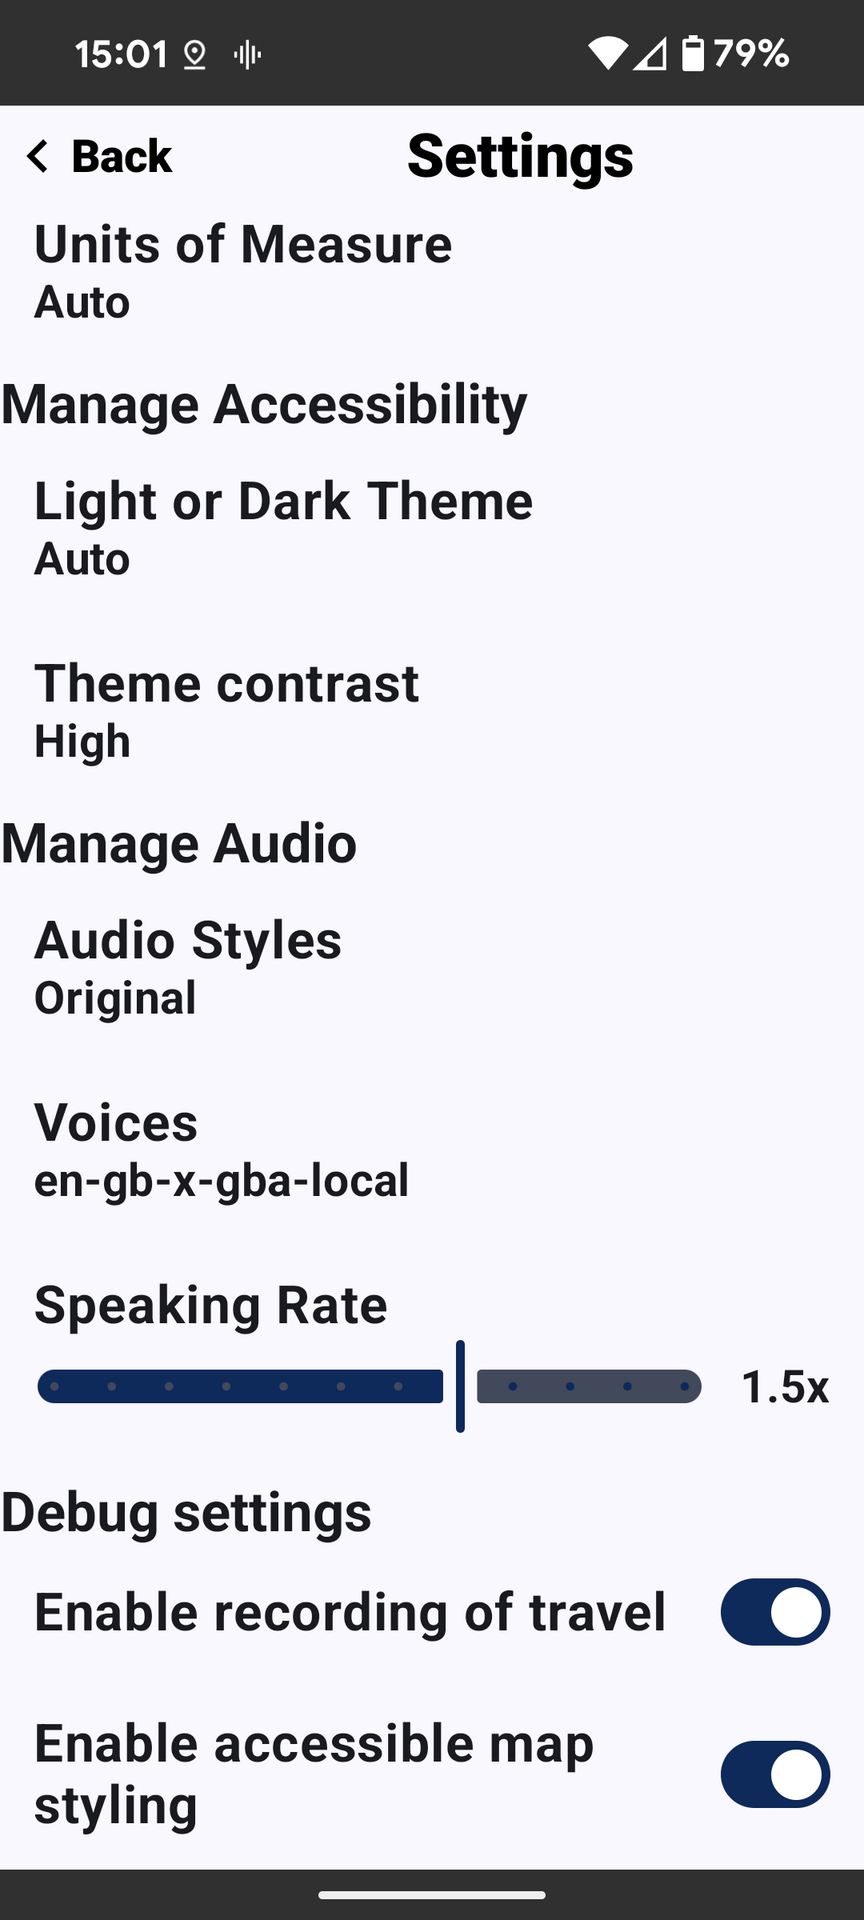 15:01 79%
Back Settings
Units of Measure
Auto
Manage Accessibility
Light or Dark Theme
Auto
Theme contrast
High
Manage Audio
Audio Styles
Original
Voices
en-gb-x-gba-local
Speaking Rate
1.5x
Debug settings
Enable recording of travel
Enable accessible map
styling